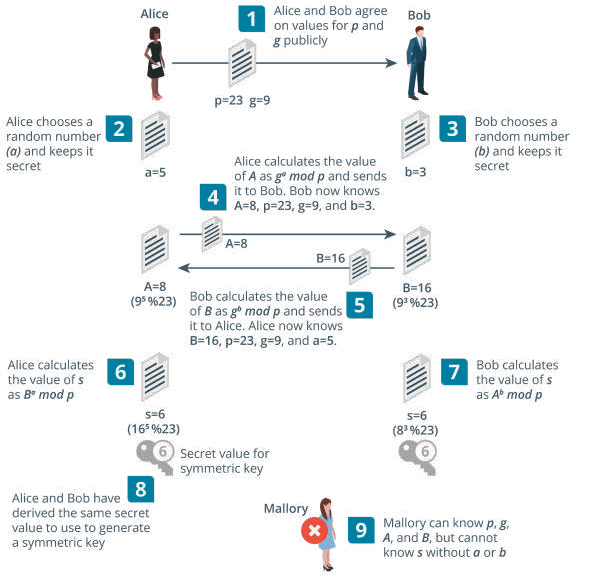 Alice
1
Alice and Bob agree
on values for p and
g publicly
Bob
p=23 g=9
Alice chooses a
random number
(a) and keeps it
secret
2
a=5
3
Bob chooses a
random number
(b) and keeps it
secret
b=3
Alice calculates the value
of A as gᵃ mod p and sends
it to Bob. Bob now knows
A=8, p=23, g=9, and b=3.
4
A=8
B=16
A=8
(9⁵%23)
B=16
(9³%23)
Bob calculates the value
of B as gᵇ mod p and sends
it to Alice. Alice now knows
B=16, p=23, g=9, and a=5.
5
Alice calculates
the value of s
as Bᵃ mod p
6
s=6
(16⁵%23)
7
Bob calculates
the value of s
as Aᵇ mod p
s=6
(8³%23)
6
Secret value for
symmetric key
6
8
Alice and Bob have
derived the same secret
value to use to generate
a symmetric key
Mallory
9
Mallory can know p, g,
A, and B, but cannot
know s without a or b